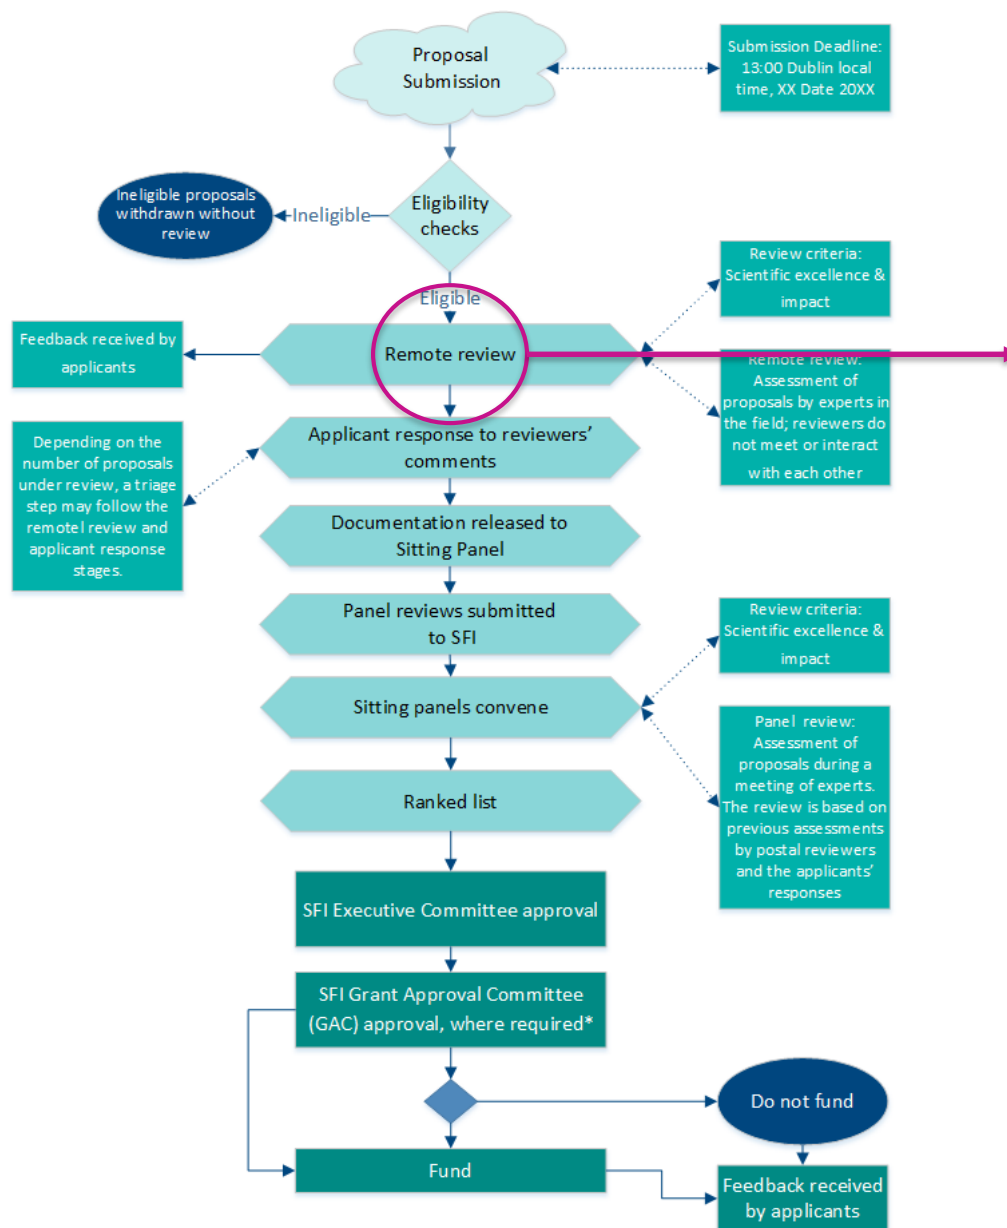 Proposal
Submission
Submission Deadline:
13:00 Dublin local
time, XX Date 20XX
Ineligible proposals
withdrawn without
review
Ineligible
Eligibility
checks
Eligible
Review criteria:
Scientific excellence &
impact
Feedback received by
applicants
Remote review
Remote review:
Assessment of
proposals by experts in
the field; reviewers do
not meet or interact
with each other
Depending on the
number of proposals
under review, a triage
step may follow the
remotel review and
applicant response
stages.
Applicant response to reviewers’
comments
Documentation released to
Sitting Panel
Panel reviews submitted
to SFI
Review criteria:
Scientific excellence &
impact
Sitting panels convene
Panel review:
Assessment of
proposals during a
meeting of experts.
The review is based on
previous assessments
by postal reviewers
and the applicants’
responses
Ranked list
SFI Executive Committee approval
SFI Grant Approval Committee
(GAC) approval, where required*
Do not fund
Fund
Feedback received
by applicants